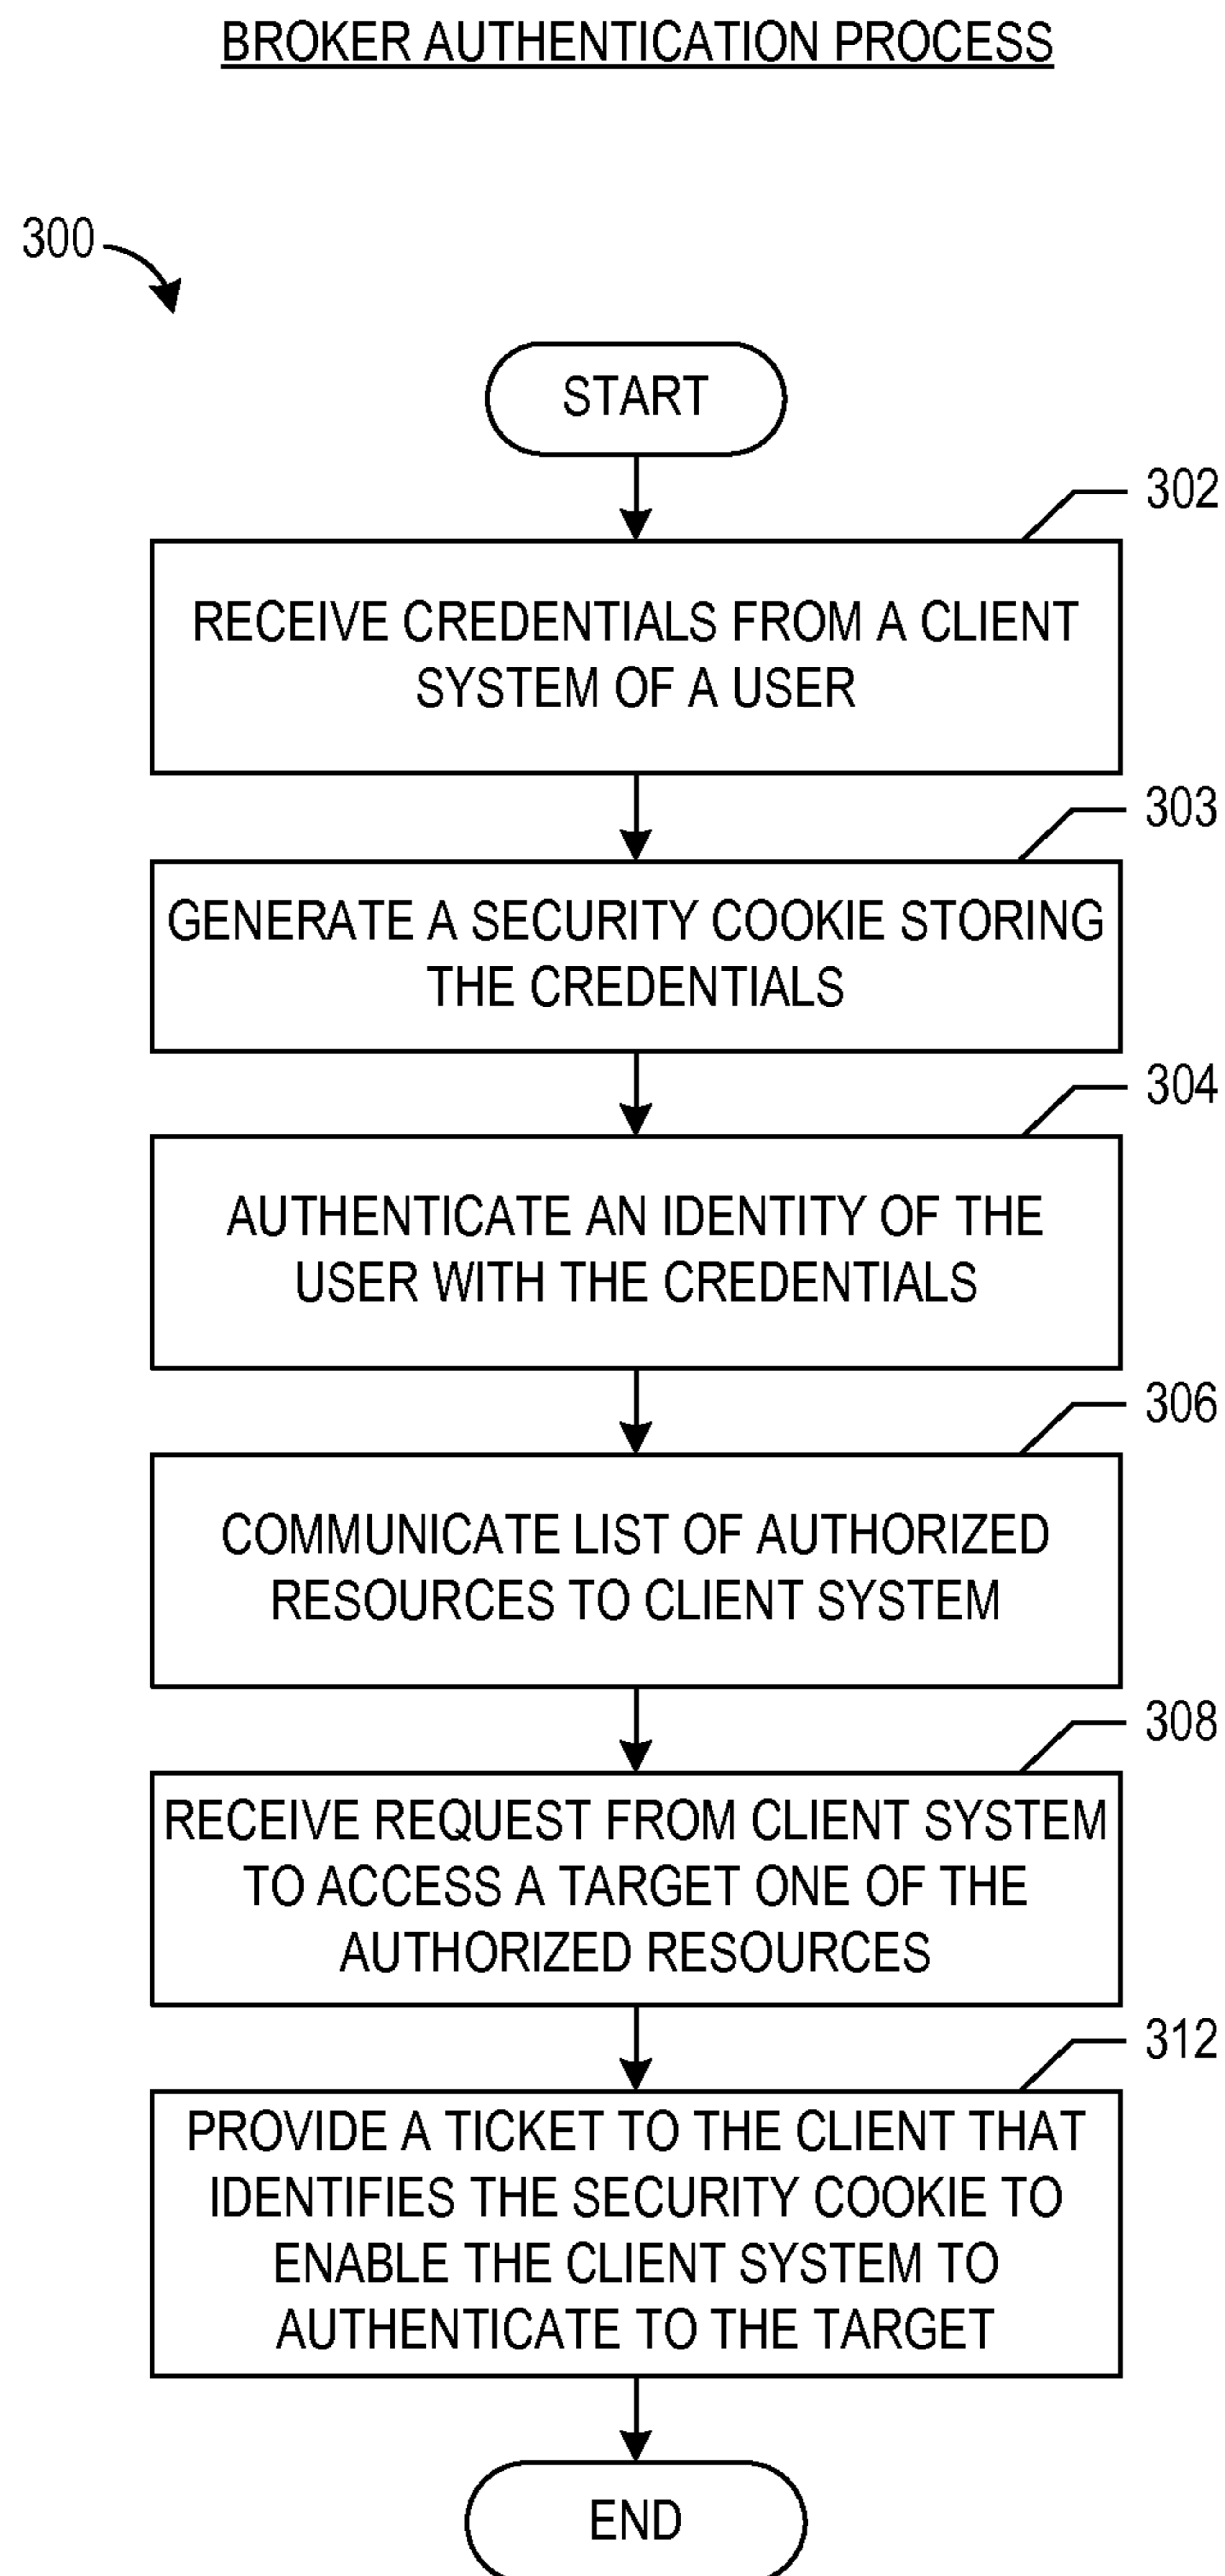 BROKER AUTHENTICATION PROCESS
300
START
302
RECEIVE CREDENTIALS FROM A CLIENT
SYSTEM OF A USER
303
GENERATE A SECURITY COOKIE STORING
THE CREDENTIALS
304
AUTHENTICATE AN IDENTITY OF THE
USER WITH THE CREDENTIALS
306
COMMUNICATE LIST OF AUTHORIZED
RESOURCES TO CLIENT SYSTEM
308
RECEIVE REQUEST FROM CLIENT SYSTEM
TO ACCESS A TARGET ONE OF THE
AUTHORIZED RESOURCES
312
PROVIDE A TICKET TO THE CLIENT THAT
IDENTIFIES THE SECURITY COOKIE TO
ENABLE THE CLIENT SYSTEM TO
AUTHENTICATE TO THE TARGET
END